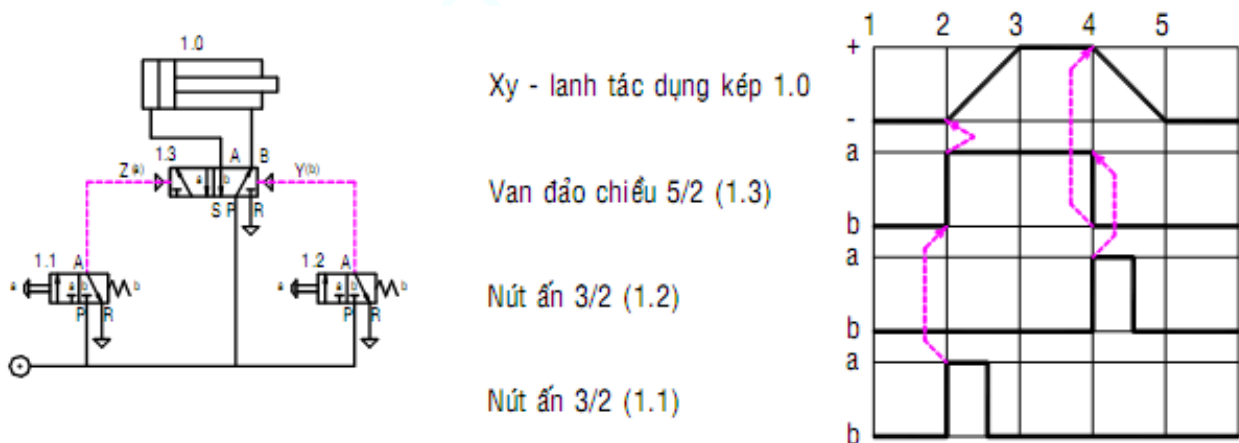 1.0
1.3
A
B
Z(a)
a
b
Y(b)
S
P
R
1.1
A
a
a
b
b
P
R
1.2
A
a
a
b
b
P
R
Xy - lanh tác dụng kép 1.0
Van đảo chiều 5/2 (1.3)
Nút ấn 3/2 (1.2)
Nút ấn 3/2 (1.1)
1 2 3 4 5
+
-
a
b
a
b
a
b